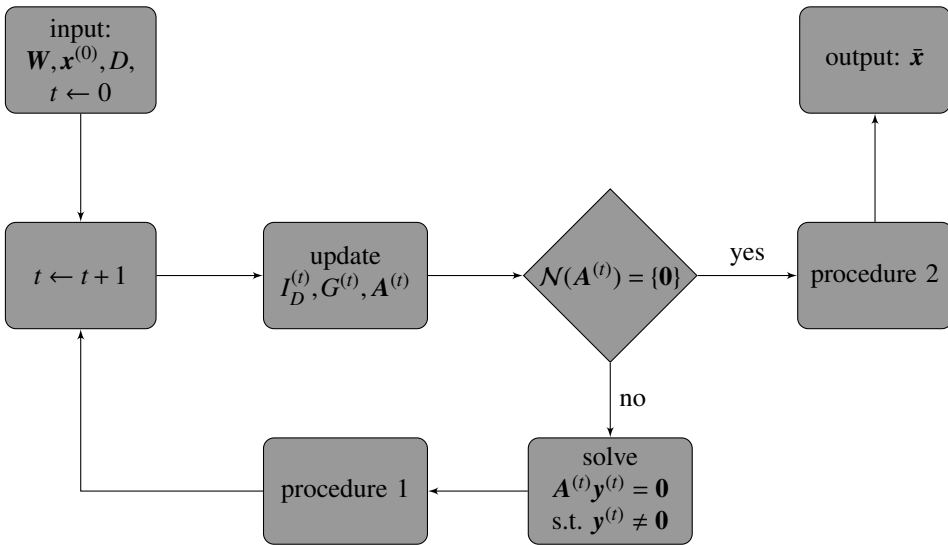 input:
W, x^(0), D,
t ← 0
output: x̄
t ← t + 1
update
I_D^(t), G^(t), A^(t)
𝒩(A^(t)) = {0}
yes
procedure 2
no
procedure 1
solve
A^(t) y^(t) = 0
s.t. y^(t) ≠ 0